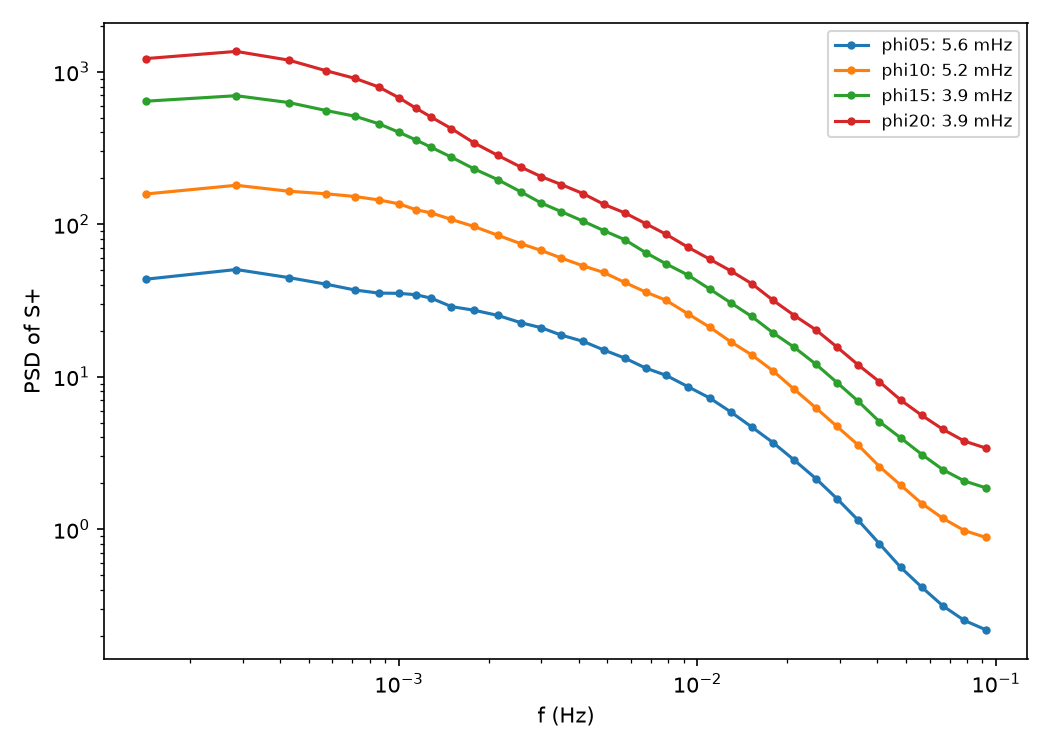 phi05: 5.6 mHz
phi10: 5.2 mHz
phi15: 3.9 mHz
phi20: 3.9 mHz
PSD of S+
10³
10²
10¹
10⁰
10⁻³
10⁻²
10⁻¹
f (Hz)